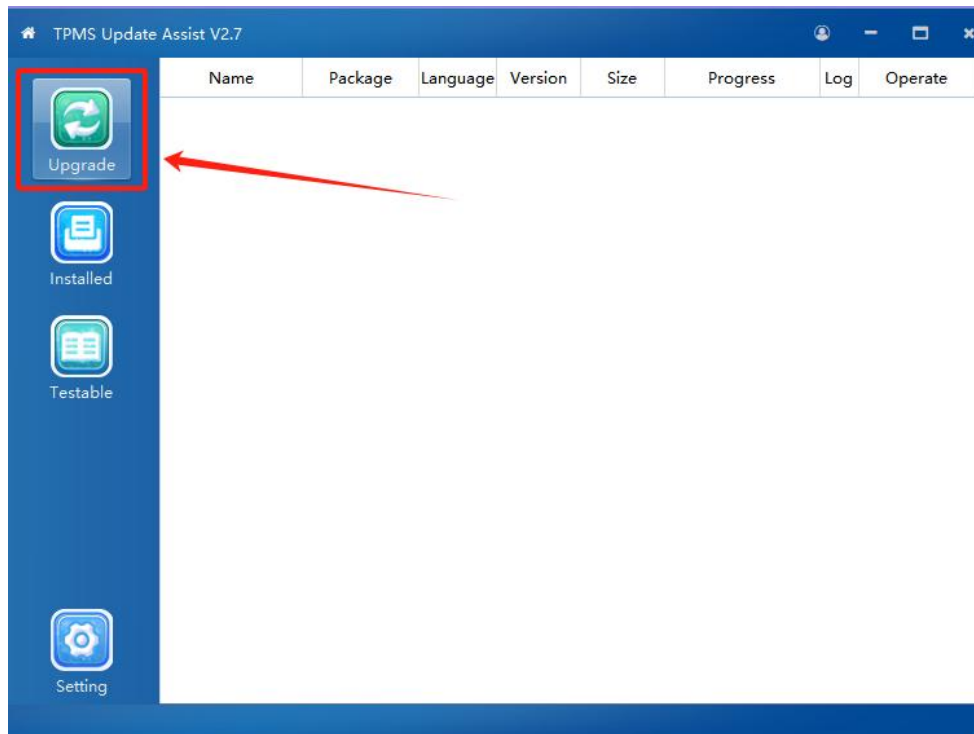 TPMS Update Assist V2.7
Name Package Language Version Size Progress Log Operate
Upgrade
Installed
Testable
Setting